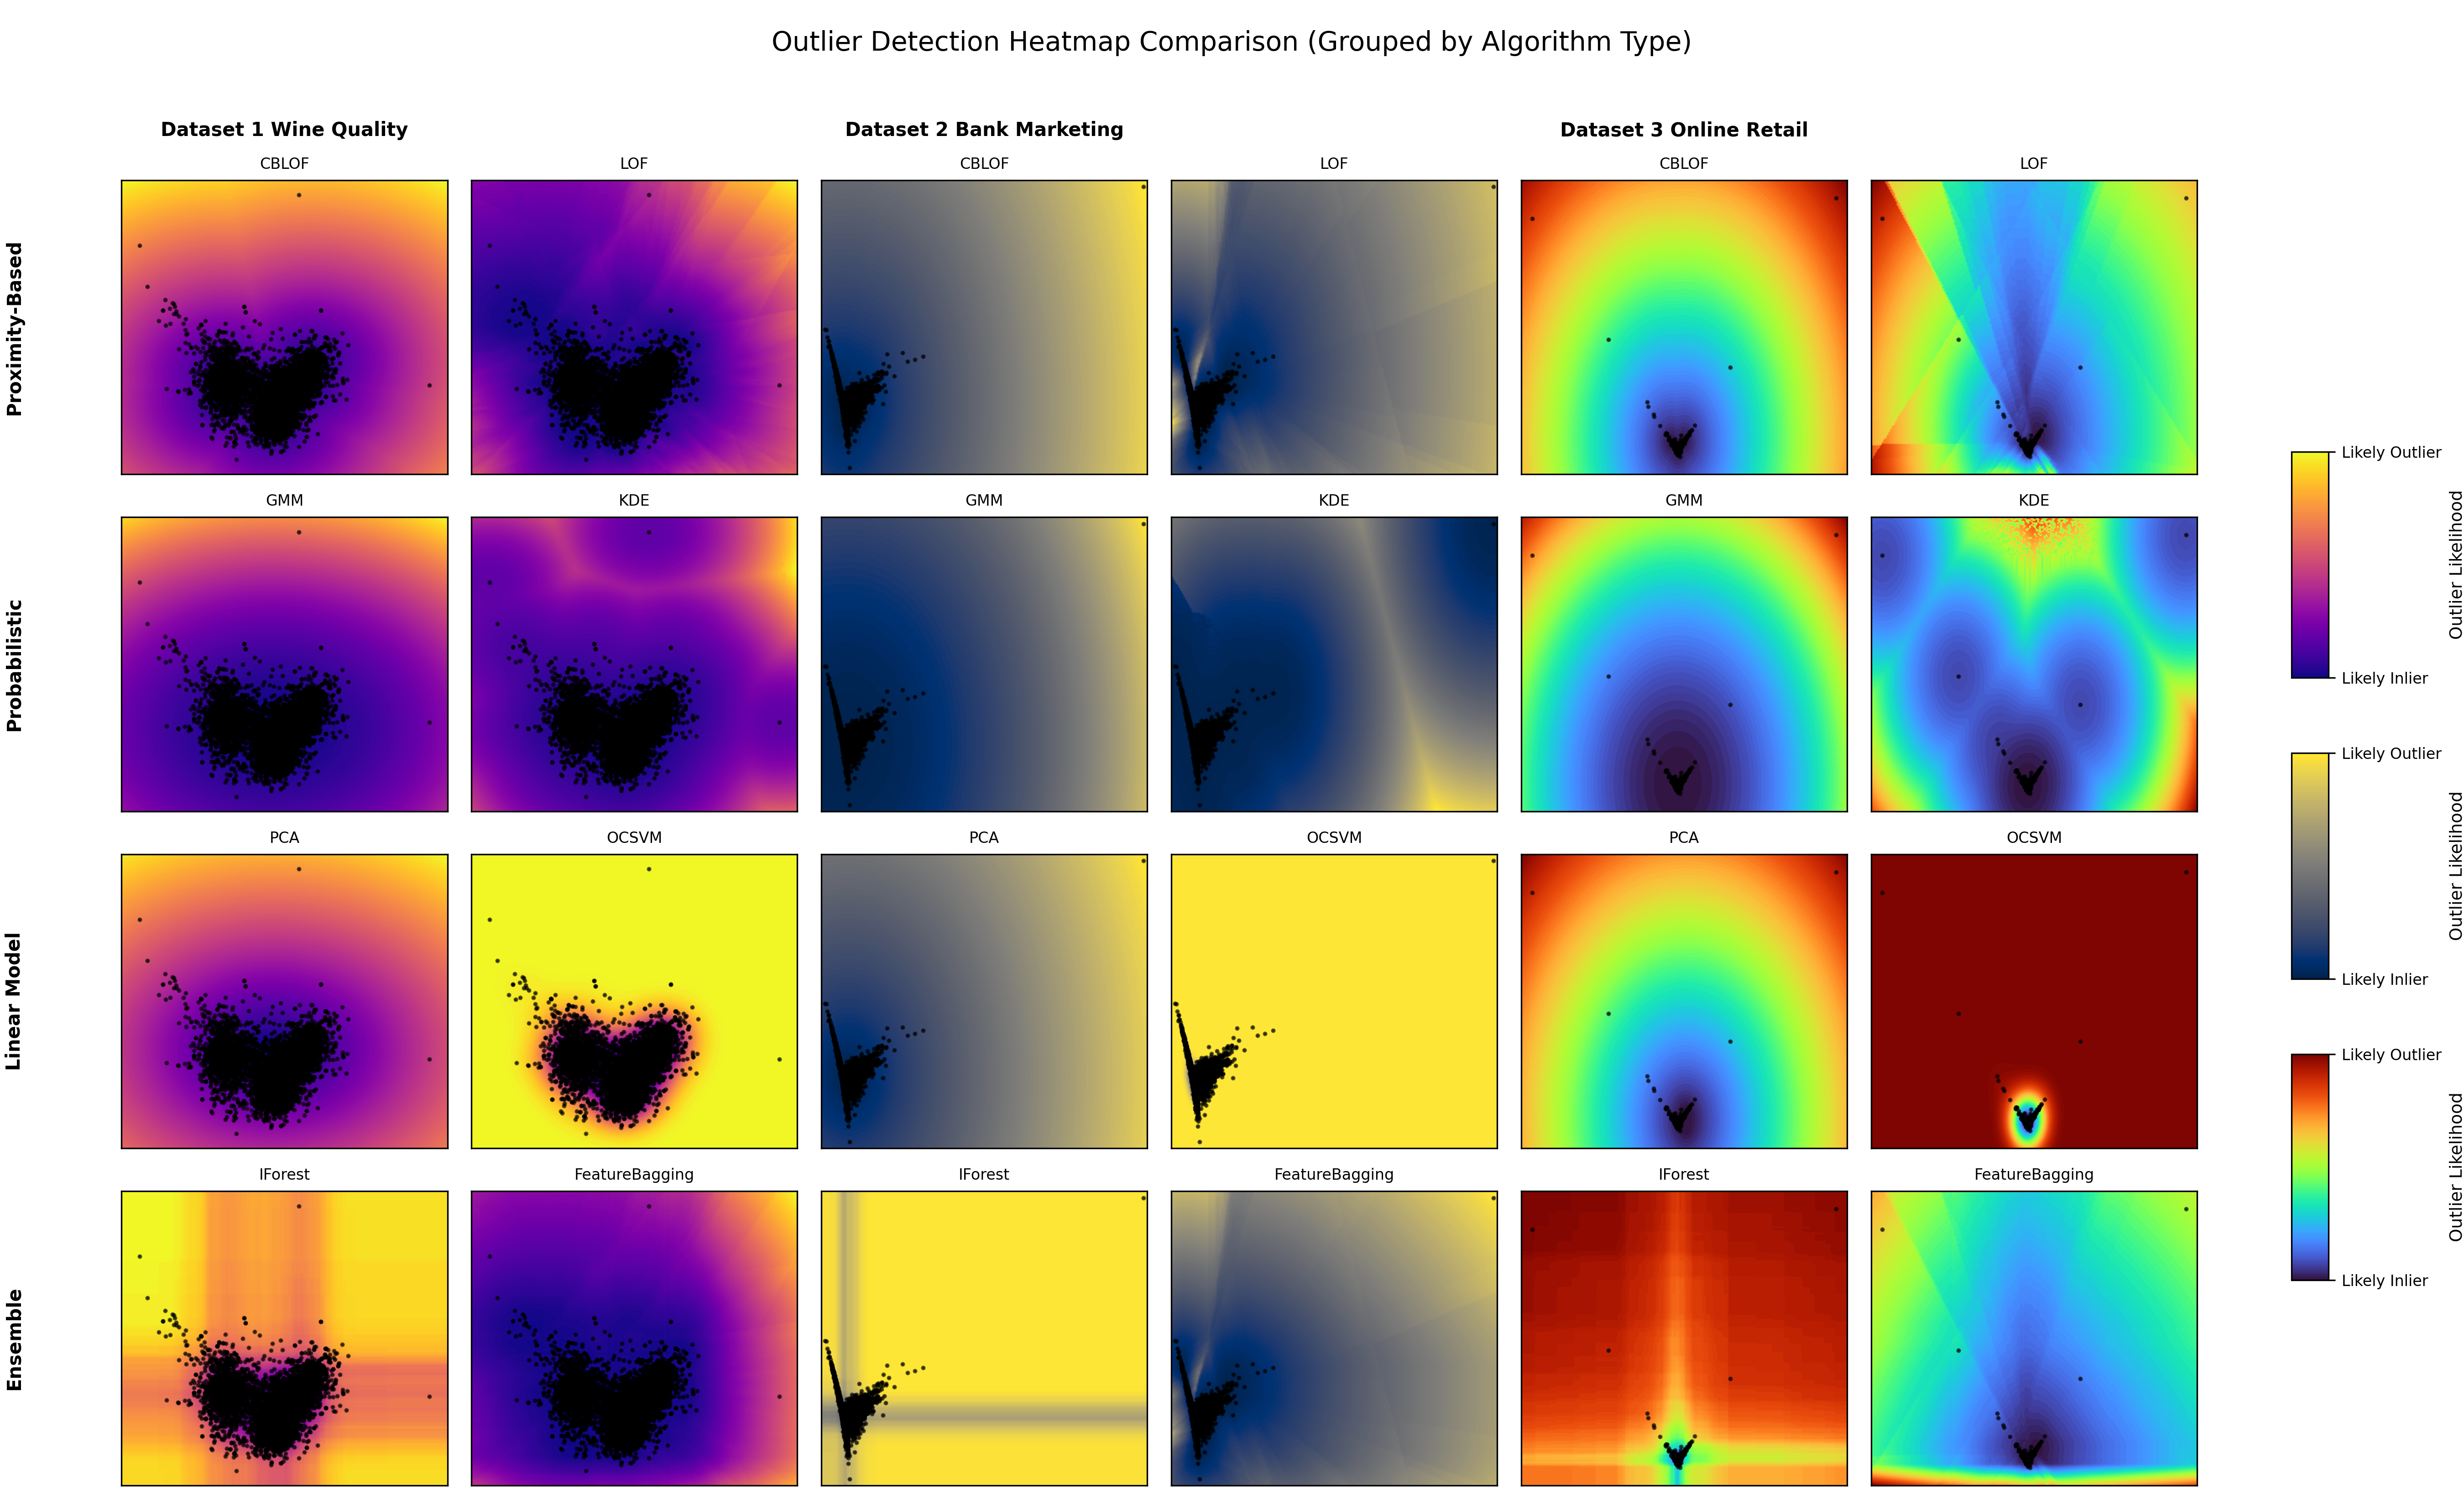 Outlier Detection Heatmap Comparison (Grouped by Algorithm Type)
Dataset 1 Wine Quality
Dataset 2 Bank Marketing
Dataset 3 Online Retail
CBLOF
LOF
CBLOF
LOF
CBLOF
LOF
Proximity-Based
GMM
KDE
GMM
KDE
GMM
KDE
Probabilistic
PCA
OCSVM
PCA
OCSVM
PCA
OCSVM
Linear Model
IForest
FeatureBagging
IForest
FeatureBagging
IForest
FeatureBagging
Ensemble
Likely Outlier
Likely Inlier
Outlier Likelihood
Likely Outlier
Likely Inlier
Outlier Likelihood
Likely Outlier
Likely Inlier
Outlier Likelihood